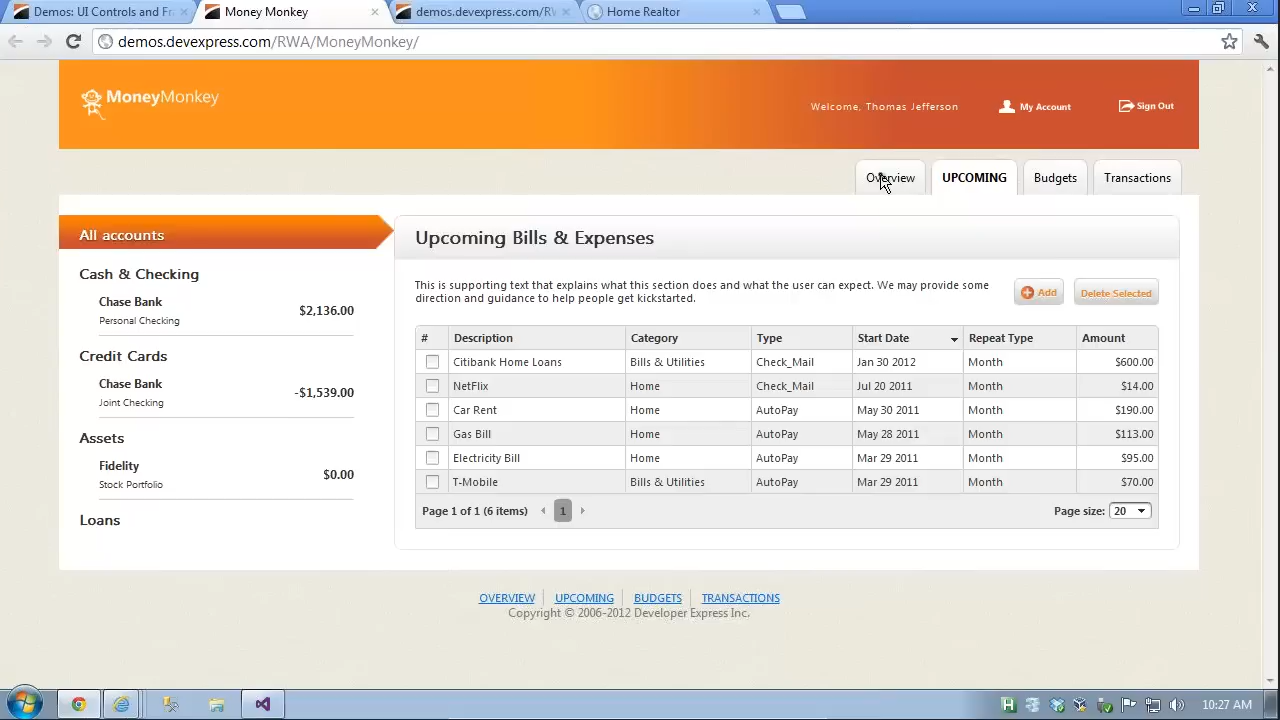 Demos: UI Controls and Fr
Money Monkey
demos.devexpress.com/RW
Home Realtor
demos.devexpress.com/RWA/MoneyMonkey/
MoneyMonkey
Welcome, Thomas Jefferson
My Account
Sign Out
Overview
UPCOMING
Budgets
Transactions
All accounts
Cash & Checking
Chase Bank
$2,136.00
Personal Checking
Credit Cards
Chase Bank
-$1,539.00
Joint Checking
Assets
Fidelity
$0.00
Stock Portfolio
Loans
Upcoming Bills & Expenses
This is supporting text that explains what this section does and what the user can expect. We may provide some
direction and guidance to help people get kickstarted.
Add
Delete Selected
# Description Category Type Start Date Repeat Type Amount
Citibank Home Loans Bills & Utilities Check_Mail Jan 30 2012 Month $600.00
NetFlix Home Check_Mail Jul 20 2011 Month $14.00
Car Rent Home AutoPay May 30 2011 Month $190.00
Gas Bill Home AutoPay May 28 2011 Month $113.00
Electricity Bill Home AutoPay Mar 29 2011 Month $95.00
T-Mobile Bills & Utilities AutoPay Mar 29 2011 Month $70.00
Page 1 of 1 (6 items) 1 Page size: 20
OVERVIEW UPCOMING BUDGETS TRANSACTIONS
Copyright © 2006-2012 Developer Express Inc.
10:27 AM